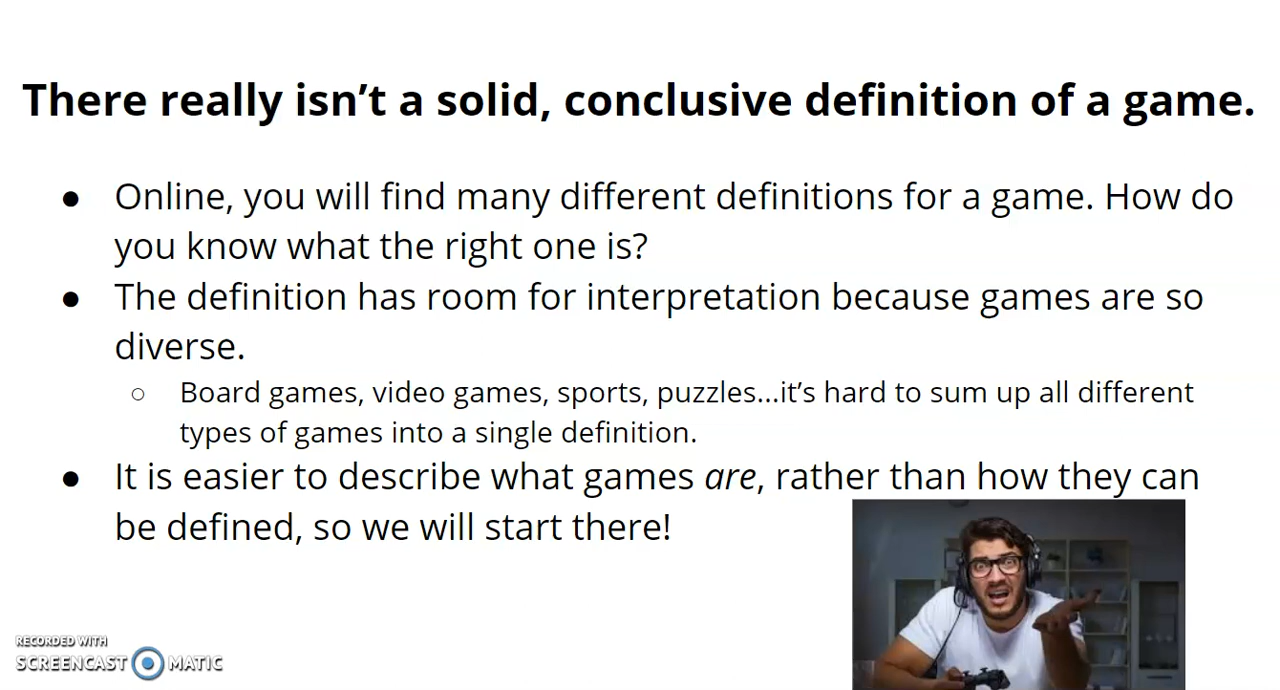 There really isn’t a solid, conclusive definition of a game.
● Online, you will find many different definitions for a game. How do
you know what the right one is?
● The definition has room for interpretation because games are so
diverse.
○ Board games, video games, sports, puzzles...it’s hard to sum up all different
types of games into a single definition.
● It is easier to describe what games are, rather than how they can
be defined, so we will start there!
RECORDED WITH
SCREENCAST MATIC